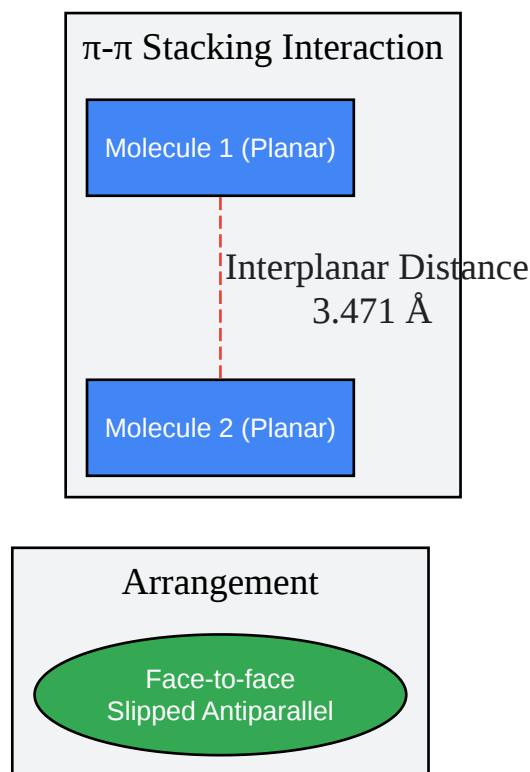 π-π Stacking Interaction
Molecule 1 (Planar)
Interplanar Distance
3.471 Å
Molecule 2 (Planar)
Arrangement
Face-to-face
Slipped Antiparallel